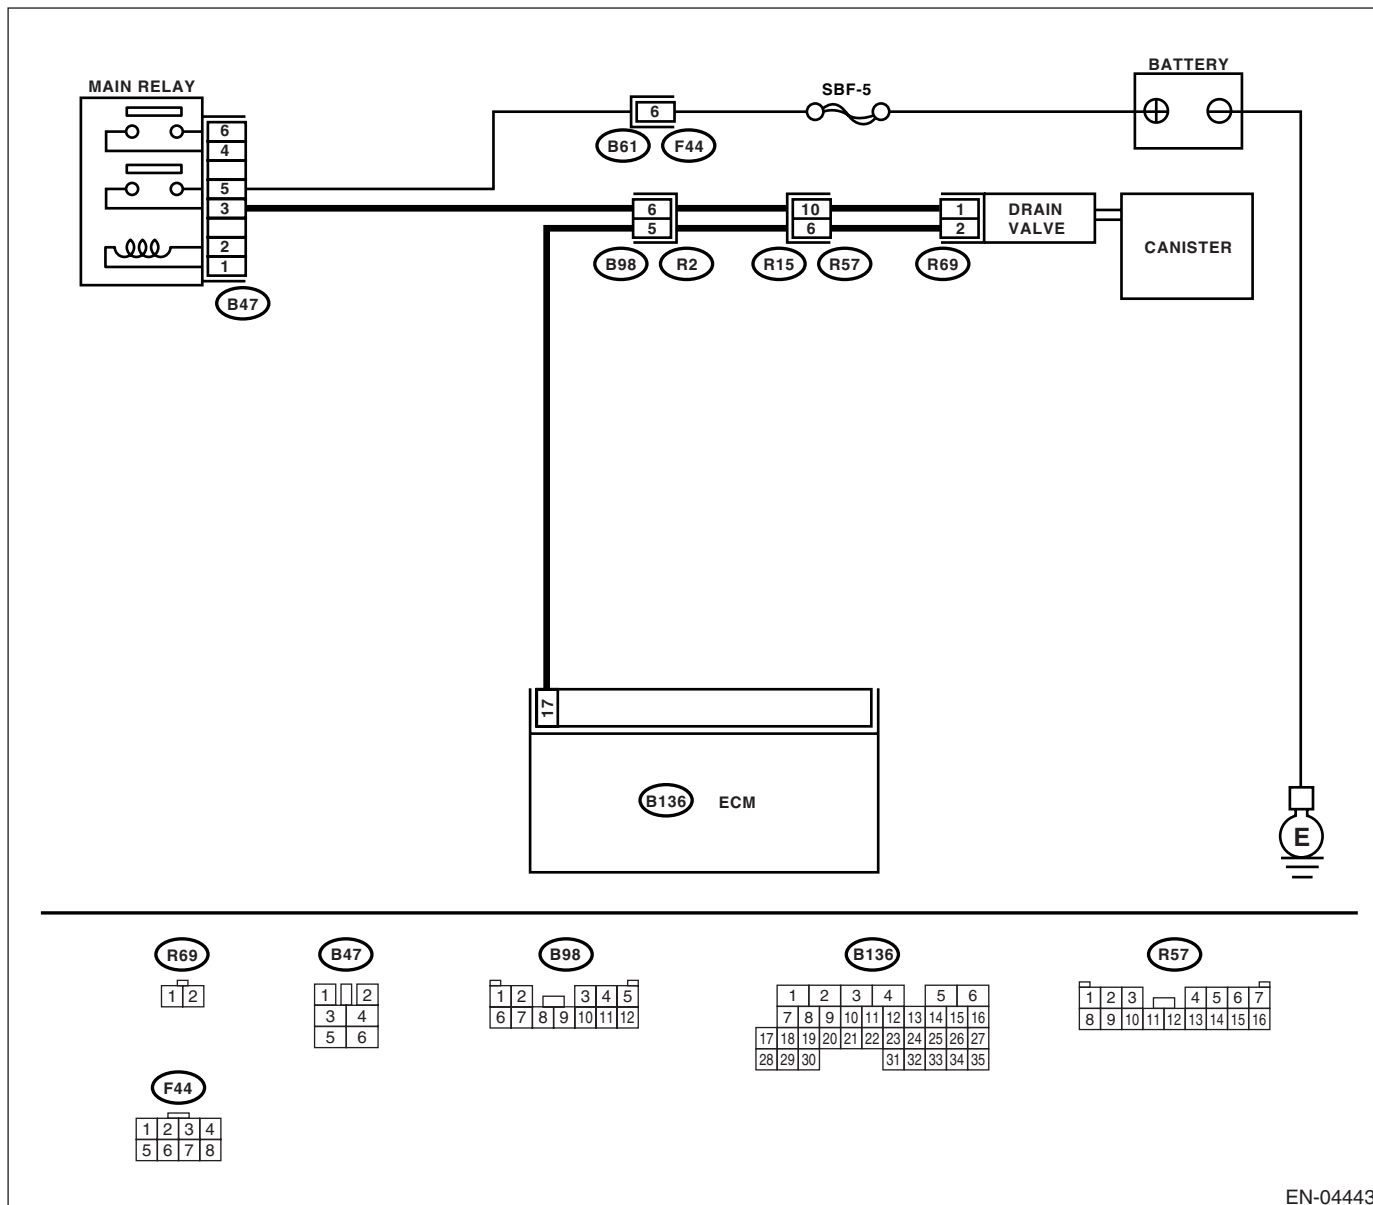 BATTERY
MAIN RELAY
SBF-5
6
B61 F44
6
4
5
3
2
1
B47
6
5
B98 R2
10
6
R15 R57
1
2
R69
DRAIN
VALVE
CANISTER
17
B136 ECM
E
R69
1 2
B47
1 2
3 4
5 6
B98
1 2 3 4 5
6 7 8 9 10 11 12
B136
1 2 3 4 5 6
7 8 9 10 11 12 13 14 15 16
17 18 19 20 21 22 23 24 25 26 27
28 29 30 31 32 33 34 35
R57
1 2 3 4 5 6 7
8 9 10 11 12 13 14 15 16
F44
1 2 3 4
5 6 7 8
EN-04443